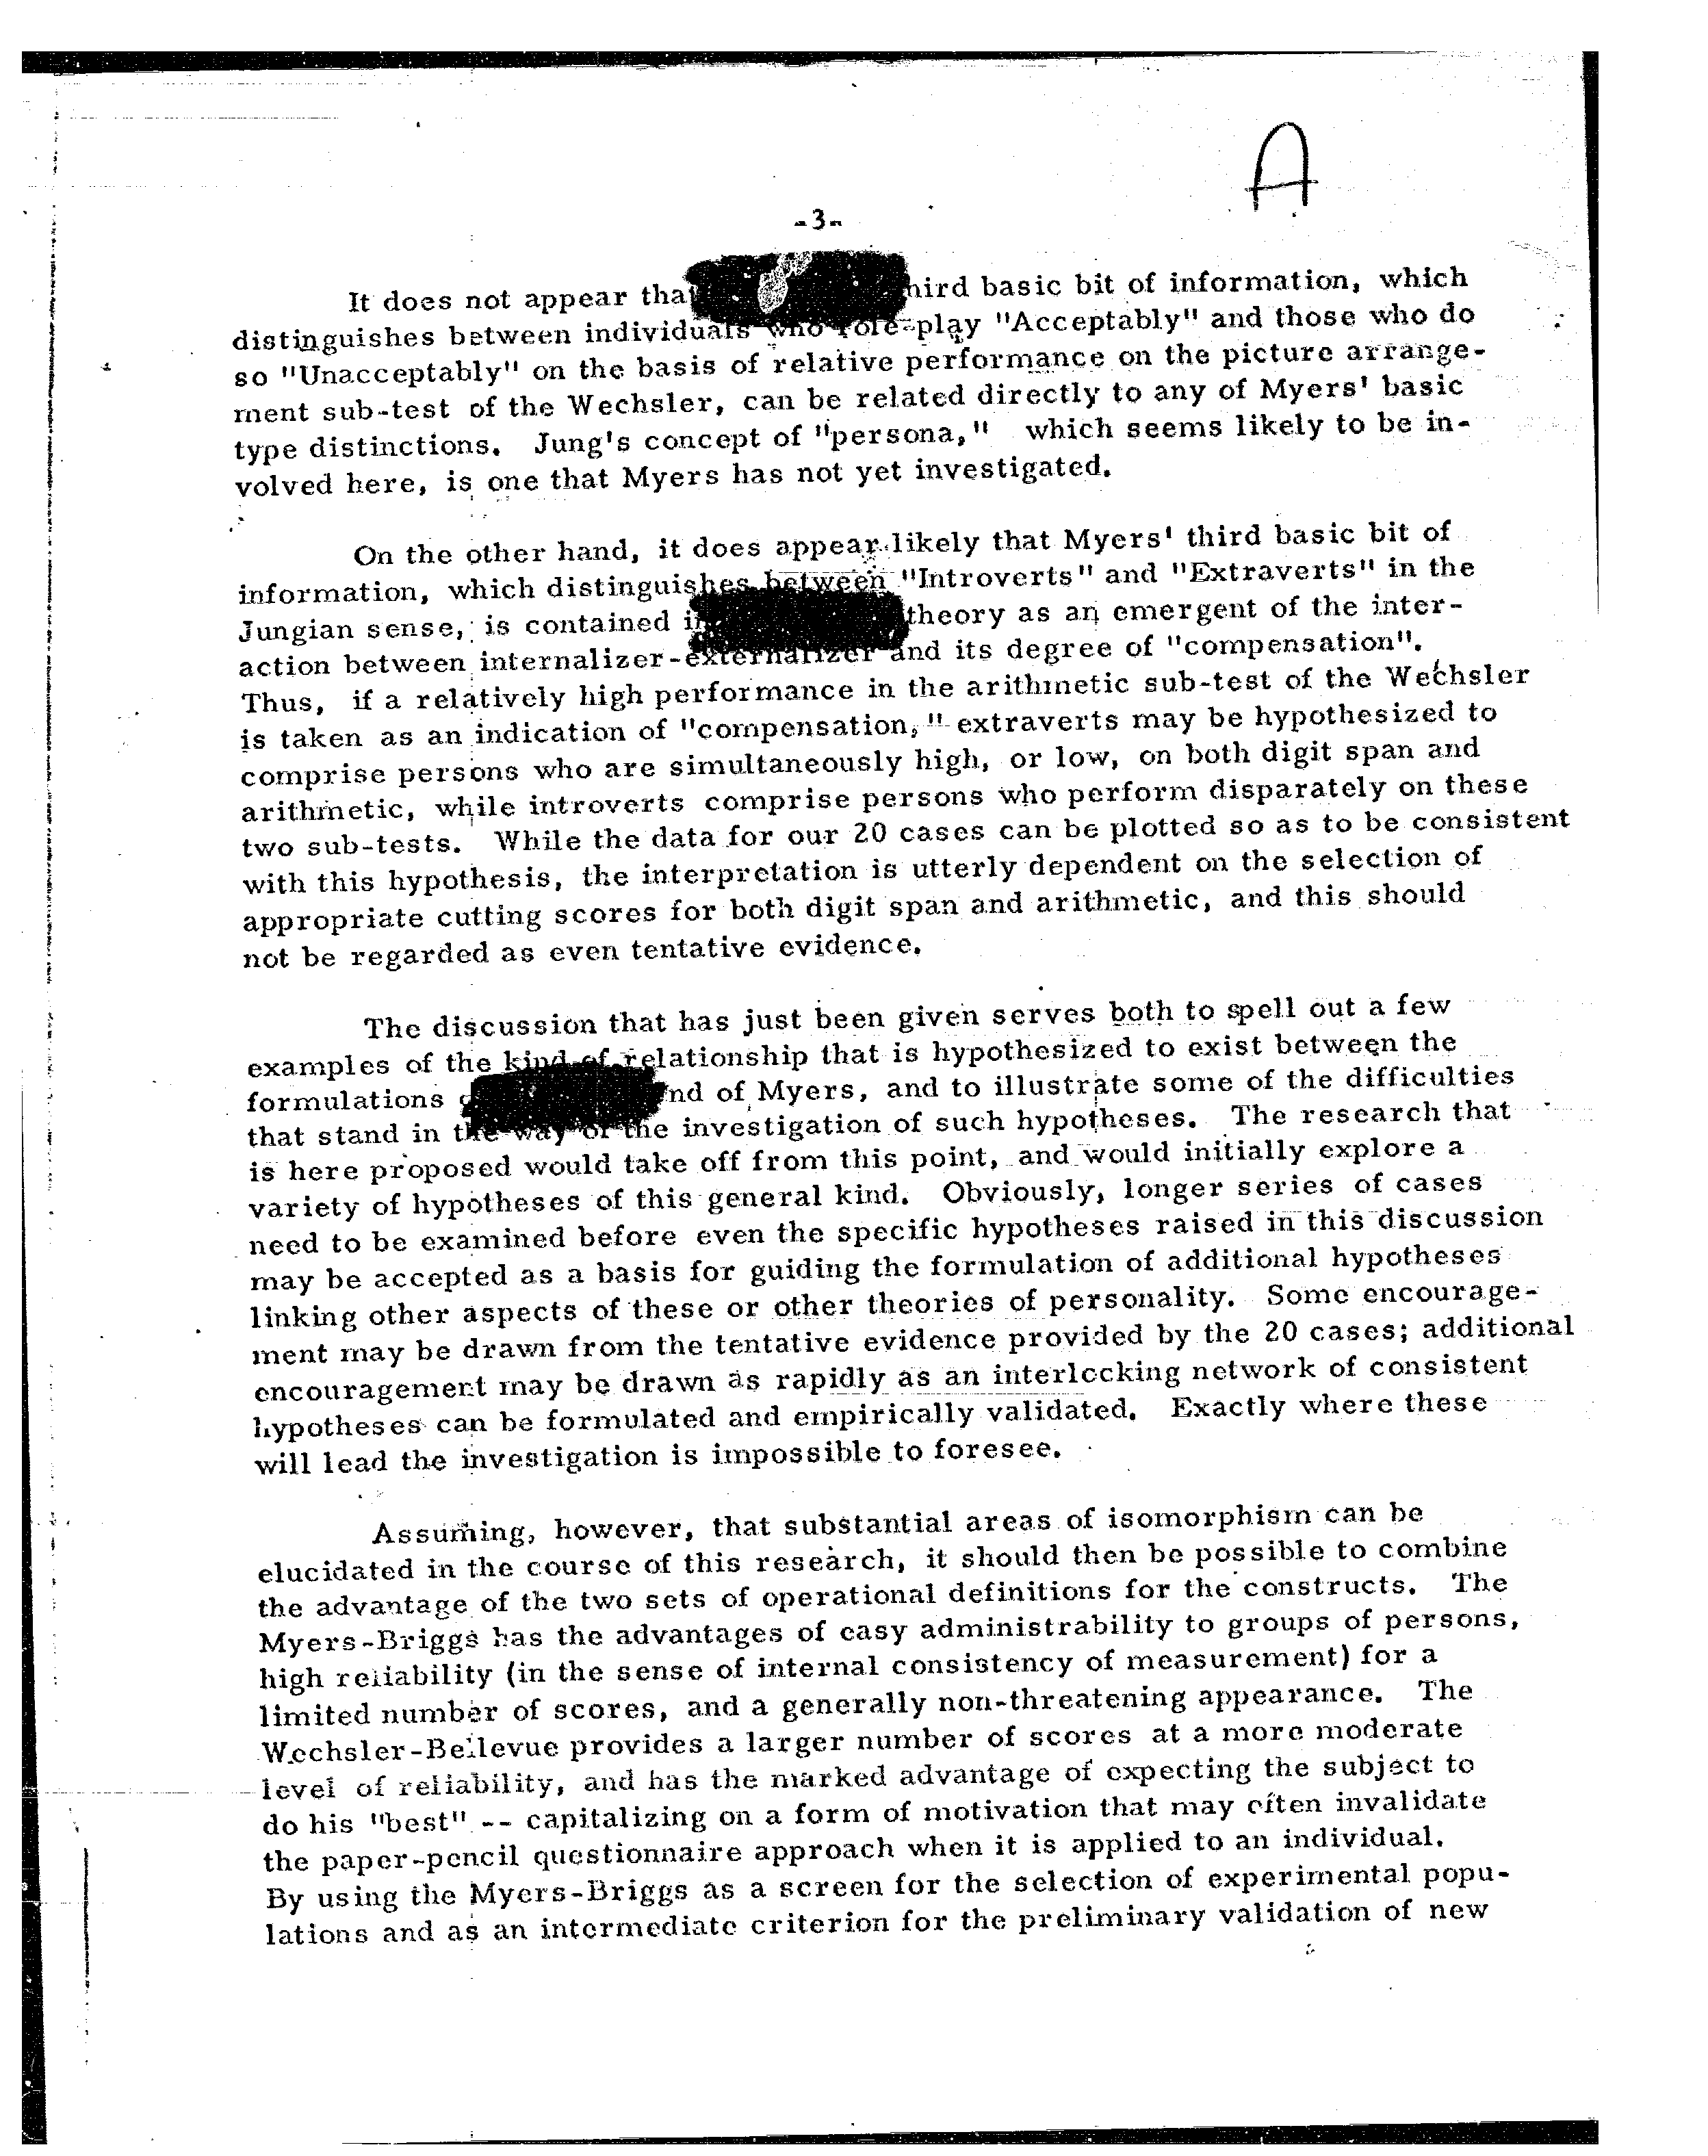 A
-3-
It does not appear that hird basic bit of information, which
distinguishes between individuals who role-play "Acceptably" and those who do
so "Unacceptably" on the basis of relative performance on the picture arrange-
ment sub-test of the Wechsler, can be related directly to any of Myers' basic
type distinctions. Jung's concept of "persona," which seems likely to be in-
volved here, is one that Myers has not yet investigated.
On the other hand, it does appear likely that Myers' third basic bit of
information, which distinguishes between "Introverts" and "Extraverts" in the
Jungian sense, is contained in theory as an emergent of the inter-
action between internalizer-externalizer and its degree of "compensation".
Thus, if a relatively high performance in the arithmetic sub-test of the Wechsler
is taken as an indication of "compensation," extraverts may be hypothesized to
comprise persons who are simultaneously high, or low, on both digit span and
arithmetic, while introverts comprise persons who perform disparately on these
two sub-tests. While the data for our 20 cases can be plotted so as to be consistent
with this hypothesis, the interpretation is utterly dependent on the selection of
appropriate cutting scores for both digit span and arithmetic, and this should
not be regarded as even tentative evidence.
The discussion that has just been given serves both to spell out a few
examples of the kind of relationship that is hypothesized to exist between the
formulations nd of Myers, and to illustrate some of the difficulties
that stand in the way of the investigation of such hypotheses. The research that
is here proposed would take off from this point, and would initially explore a
variety of hypotheses of this general kind. Obviously, longer series of cases
need to be examined before even the specific hypotheses raised in this discussion
may be accepted as a basis for guiding the formulation of additional hypotheses
linking other aspects of these or other theories of personality. Some encourage-
ment may be drawn from the tentative evidence provided by the 20 cases; additional
encouragement may be drawn as rapidly as an interlocking network of consistent
hypotheses can be formulated and empirically validated. Exactly where these
will lead the investigation is impossible to foresee.
Assuming, however, that substantial areas of isomorphism can be
elucidated in the course of this research, it should then be possible to combine
the advantage of the two sets of operational definitions for the constructs. The
Myers-Briggs has the advantages of easy administrability to groups of persons,
high reliability (in the sense of internal consistency of measurement) for a
limited number of scores, and a generally non-threatening appearance. The
Wechsler-Bellevue provides a larger number of scores at a more moderate
level of reliability, and has the marked advantage of expecting the subject to
do his "best" -- capitalizing on a form of motivation that may often invalidate
the paper-pencil questionnaire approach when it is applied to an individual.
By using the Myers-Briggs as a screen for the selection of experimental popu-
lations and as an intermediate criterion for the preliminary validation of new